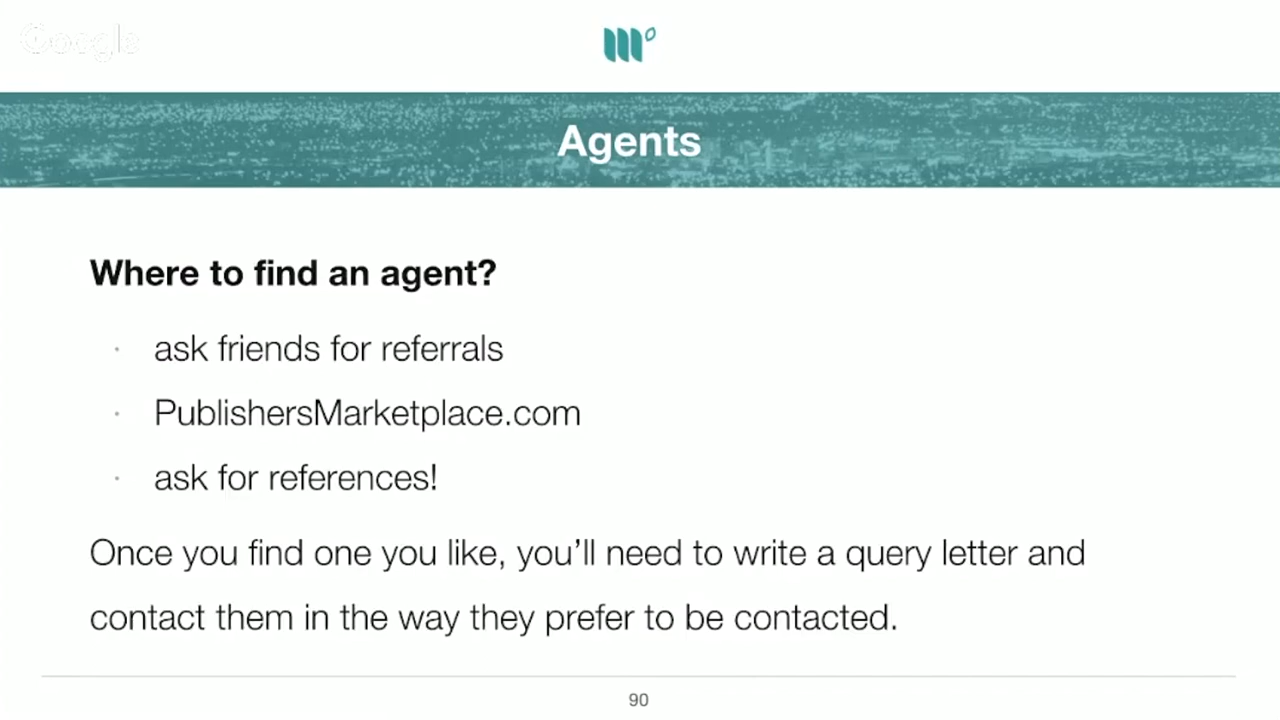 Google
Agents
Where to find an agent?
· ask friends for referrals
· PublishersMarketplace.com
· ask for references!
Once you find one you like, you’ll need to write a query letter and
contact them in the way they prefer to be contacted.
90